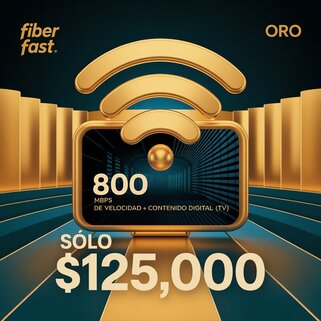 fiber
fast.
ORO
800
MBPS
DE VELOCIDAD + CONTENIDO DIGITAL (TV)
SÓLO
$125,000